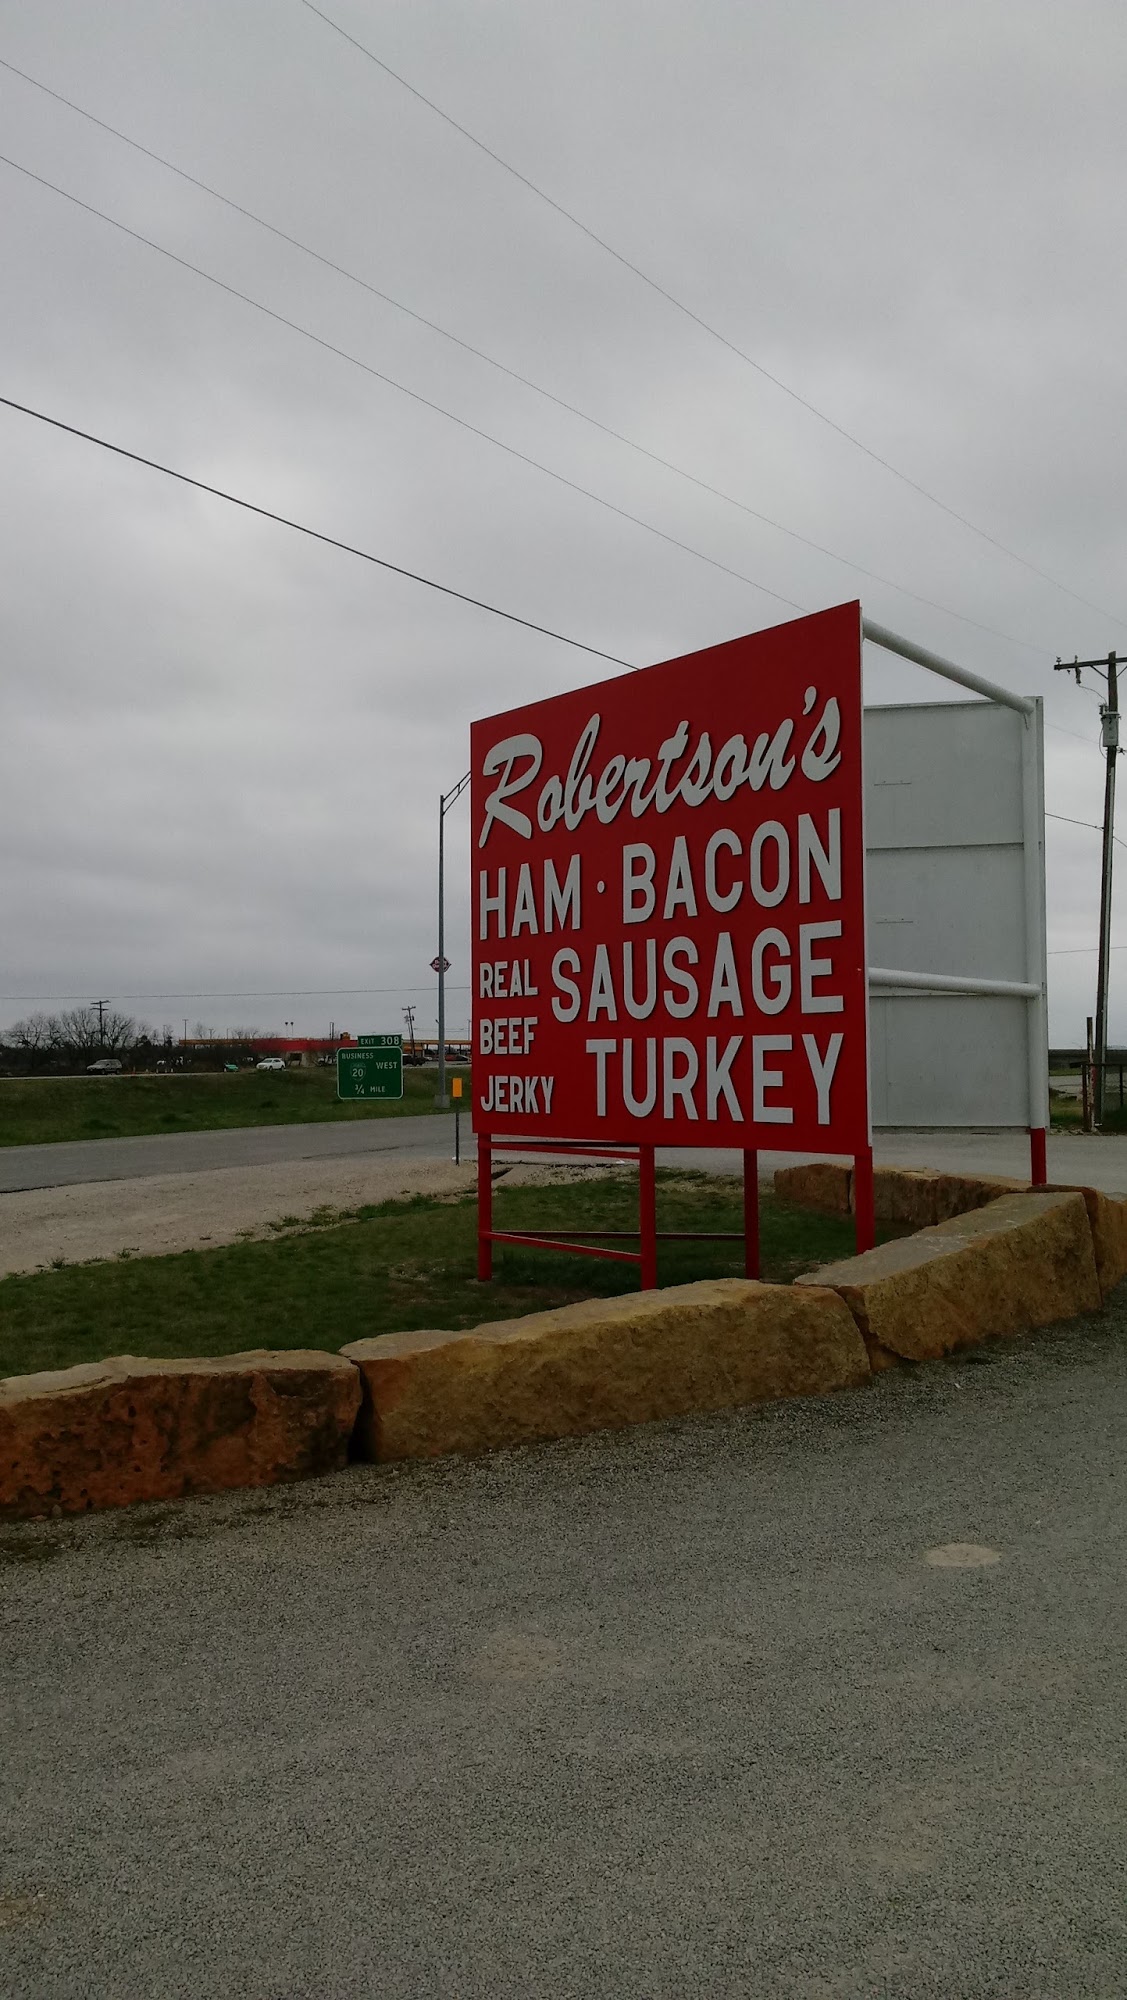 Robertson's
HAM · BACON
REAL SAUSAGE
BEEF
JERKY TURKEY
EXIT 308
BUSINESS
20 WEST
3/4 MILE